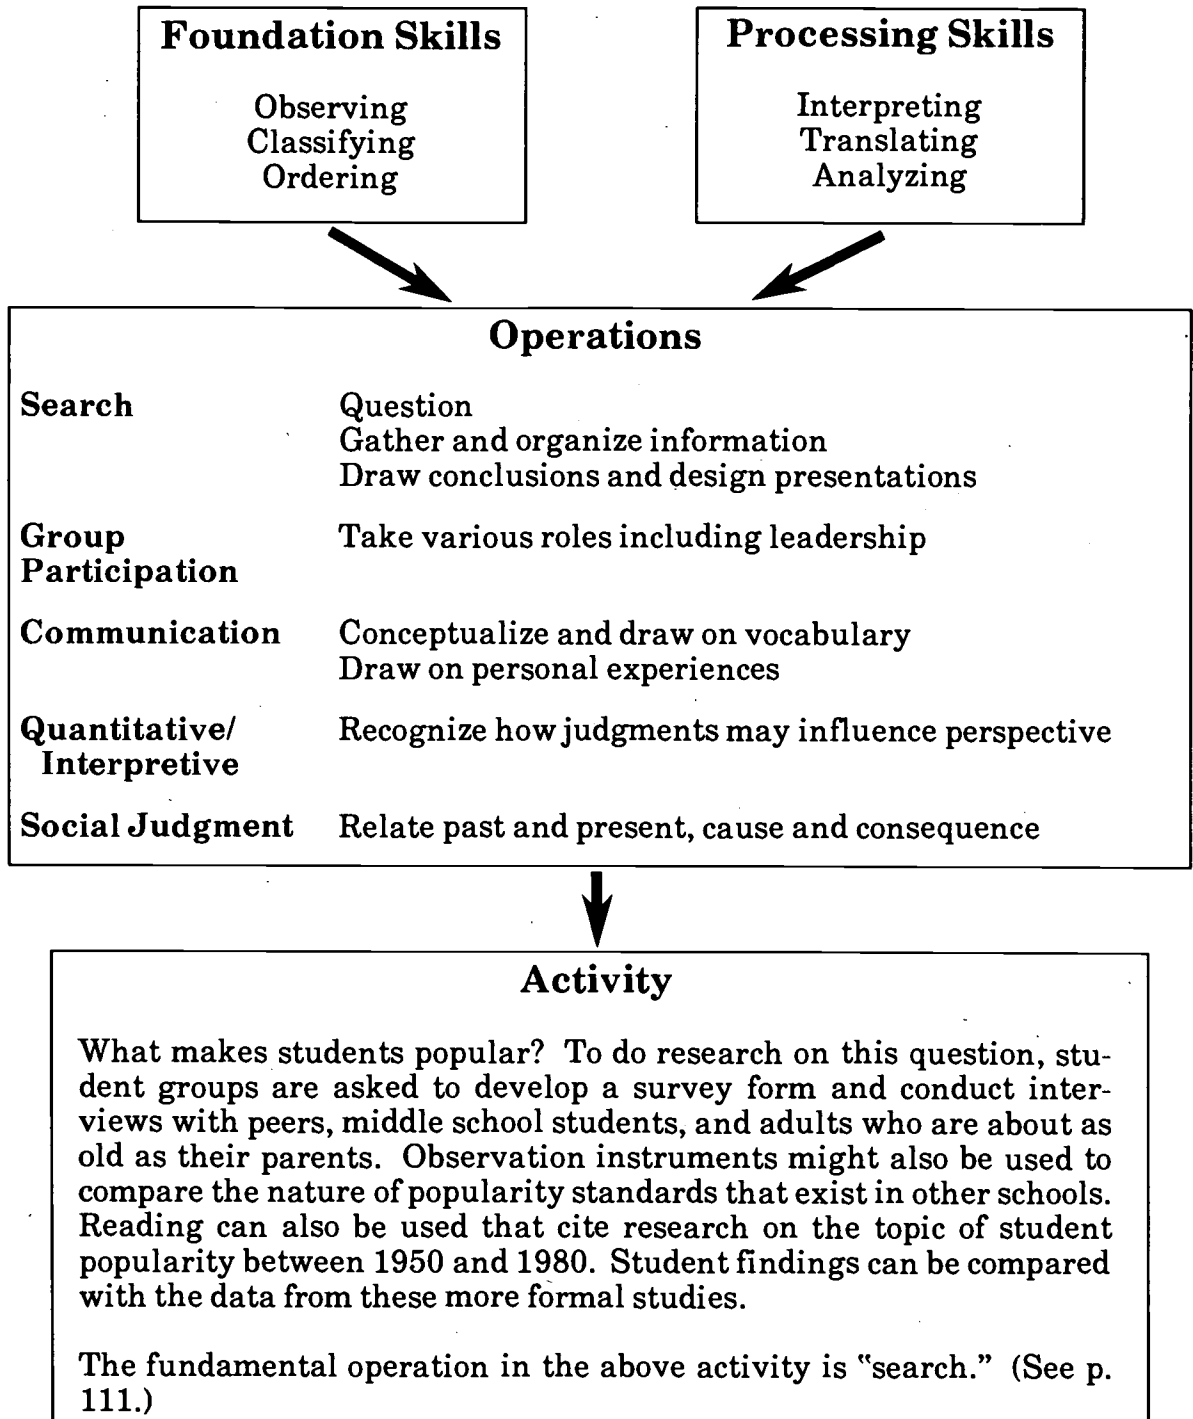 Foundation Skills
Observing
Classifying
Ordering
Processing Skills
Interpreting
Translating
Analyzing
Operations
Search Question
Gather and organize information
Draw conclusions and design presentations
Group Take various roles including leadership
Participation
Communication Conceptualize and draw on vocabulary
Draw on personal experiences
Quantitative/ Recognize how judgments may influence perspective
Interpretive
Social Judgment Relate past and present, cause and consequence
Activity
What makes students popular? To do research on this question, stu-
dent groups are asked to develop a survey form and conduct inter-
views with peers, middle school students, and adults who are about as
old as their parents. Observation instruments might also be used to
compare the nature of popularity standards that exist in other schools.
Reading can also be used that cite research on the topic of student
popularity between 1950 and 1980. Student findings can be compared
with the data from these more formal studies.
The fundamental operation in the above activity is "search." (See p.
111.)